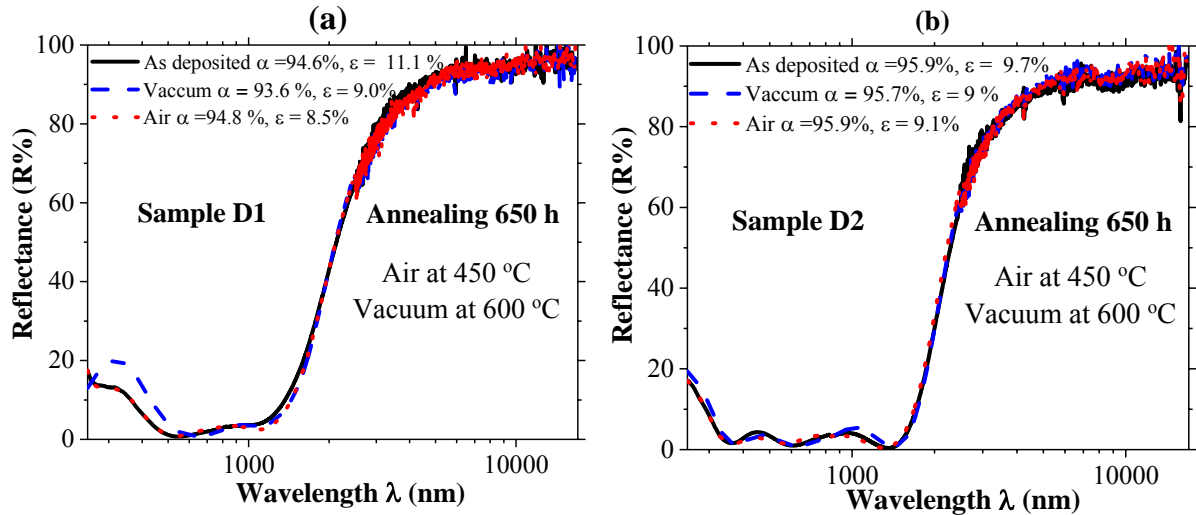 (a)
100
80
60
40
20
0
Reflectance (R%)
As deposited α =94.6%, ε = 11.1 %
Vaccum α = 93.6 %, ε = 9.0%
Air α =94.8 %, ε = 8.5%
Sample D1
Annealing 650 h
Air at 450 °C
Vacuum at 600 °C
1000
10000
Wavelength λ (nm)
(b)
100
80
60
40
20
0
Reflectance (R%)
As deposited α =95.9%, ε = 9.7%
Vaccum α = 95.7%, ε = 9 %
Air α =95.9%, ε = 9.1%
Sample D2
Annealing 650 h
Air at 450 °C
Vacuum at 600 °C
1000
10000
Wavelength λ (nm)